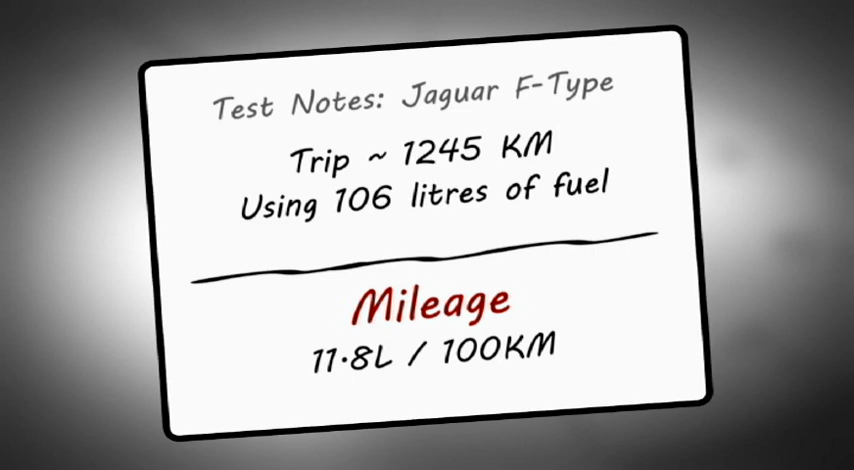 Test Notes: Jaguar F-Type
Trip ~ 1245 KM
Using 106 litres of fuel
Mileage
11·8L / 100KM